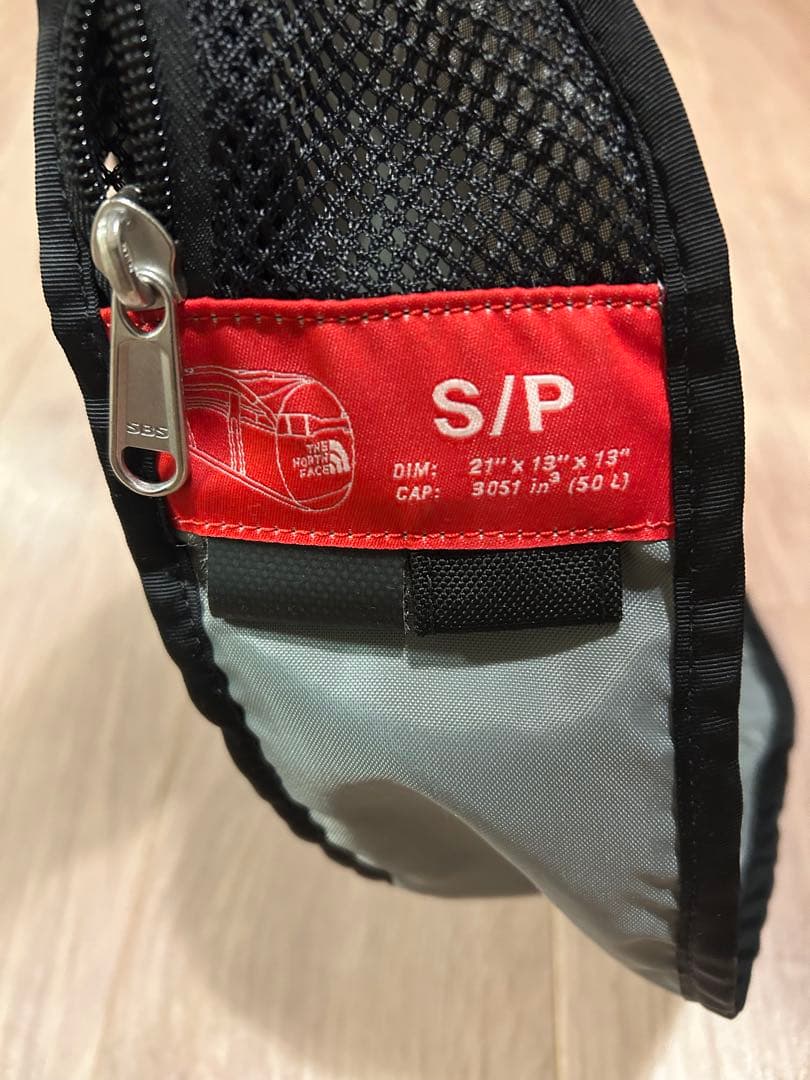 SBS
THE
NORTH
FACE
S/P
DIM: 21" x 13" x 13"
CAP: 3051 in³ (50 L)